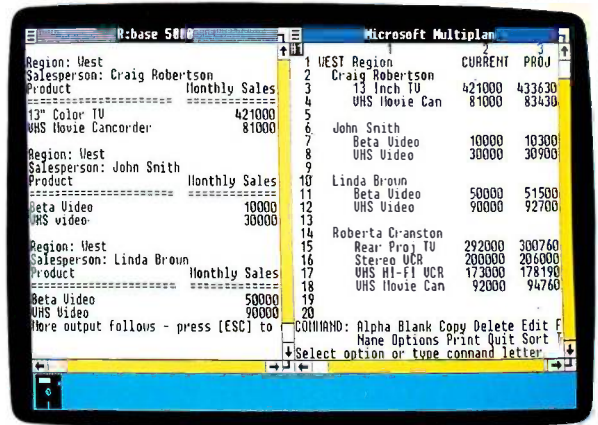 R:base 5000
Region: West
Salesperson: Craig Robertson
Product Monthly Sales
13" Color TV 421000
VHS Movie Camcorder 81000
Region: West
Salesperson: John Smith
Product Monthly Sales
Beta Video 10000
VHS video 30000
Region: West
Salesperson: Linda Brown
Product Monthly Sales
Beta Video 50000
VHS Video 90000
More output follows - press [ESC] to
Microsoft Multiplan
#1 1 2 3
1 WEST Region CURRENT PROJ
2 Craig Robertson
3 13 Inch TV 421000 433630
4 VHS Movie Cam 81000 83430
5
6 John Smith
7 Beta Video 10000 10300
8 VHS Video 30000 30900
9
10 Linda Brown
11 Beta Video 50000 51500
12 VHS Video 90000 92700
13
14 Roberta Cranston
15 Rear Proj TV 292000 300760
16 Stereo VCR 200000 206000
17 VHS HI-FI VCR 173000 178190
18 VHS Movie Cam 92000 94760
19
20
COMMAND: Alpha Blank Copy Delete Edit F
Name Options Print Quit Sort T
Select option or type command letter